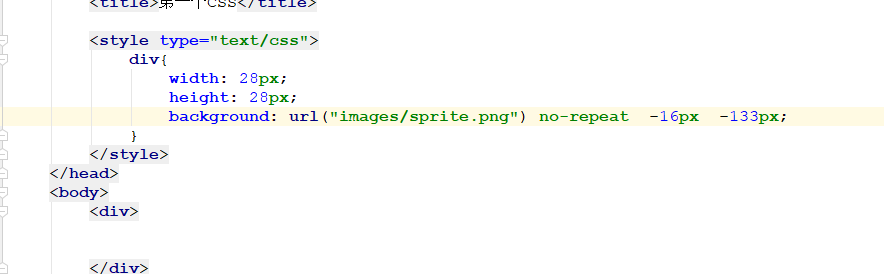 <title>第一个CSS</title>
<style type="text/css">
div{
width: 28px;
height: 28px;
background: url("images/sprite.png") no-repeat  -16px  -133px;
}
</style>
</head>
<body>
<div>
</div>